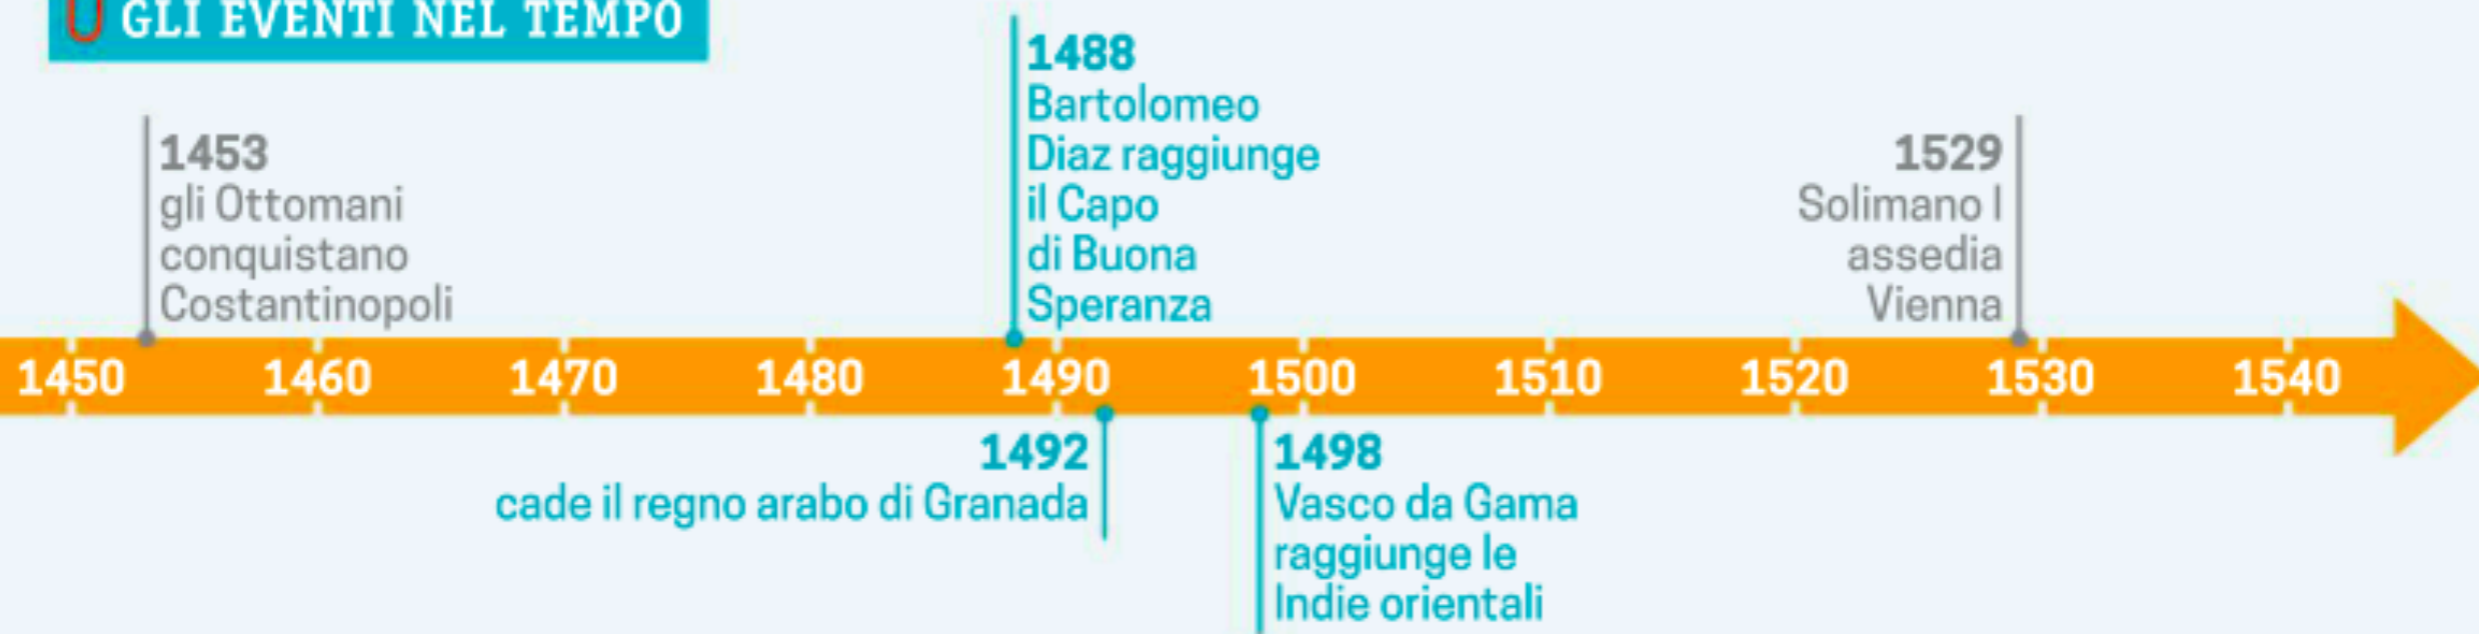 GLI EVENTI NEL TEMPO
1453
gli Ottomani
conquistano
Costantinopoli
1488
Bartolomeo
Diaz raggiunge
il Capo
di Buona
Speranza
1529
Solimano I
assedia
Vienna
1450 1460 1470 1480 1490 1500 1510 1520 1530 1540
1492
cade il regno arabo di Granada
1498
Vasco da Gama
raggiunge le
Indie orientali